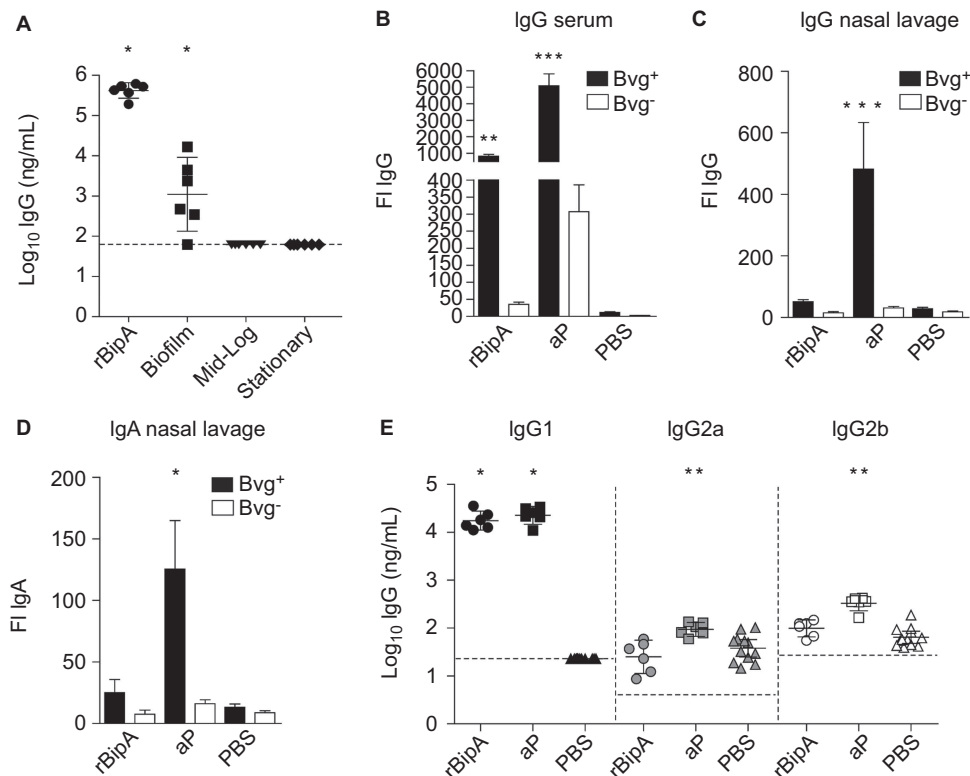 A
* *
6
5
4
3
2
1
Log10 IgG (ng/mL)
rBipA
Biofilm
Mid-Log
Stationary
B IgG serum
Bvg+
Bvg-
** ***
6000
5000
4000
3000
2000
1000
400
350
300
250
200
150
100
50
0
FI IgG
rBipA
aP
PBS
C IgG nasal lavage
Bvg+
Bvg-
***
800
600
400
200
0
FI IgG
rBipA
aP
PBS
D IgA nasal lavage
Bvg+
Bvg-
*
200
150
100
50
0
FI IgA
rBipA
aP
PBS
E IgG1 IgG2a IgG2b
* * ** **
5
4
3
2
1
0
Log10 IgG (ng/mL)
rBipA aP PBS rBipA aP PBS rBipA aP PBS